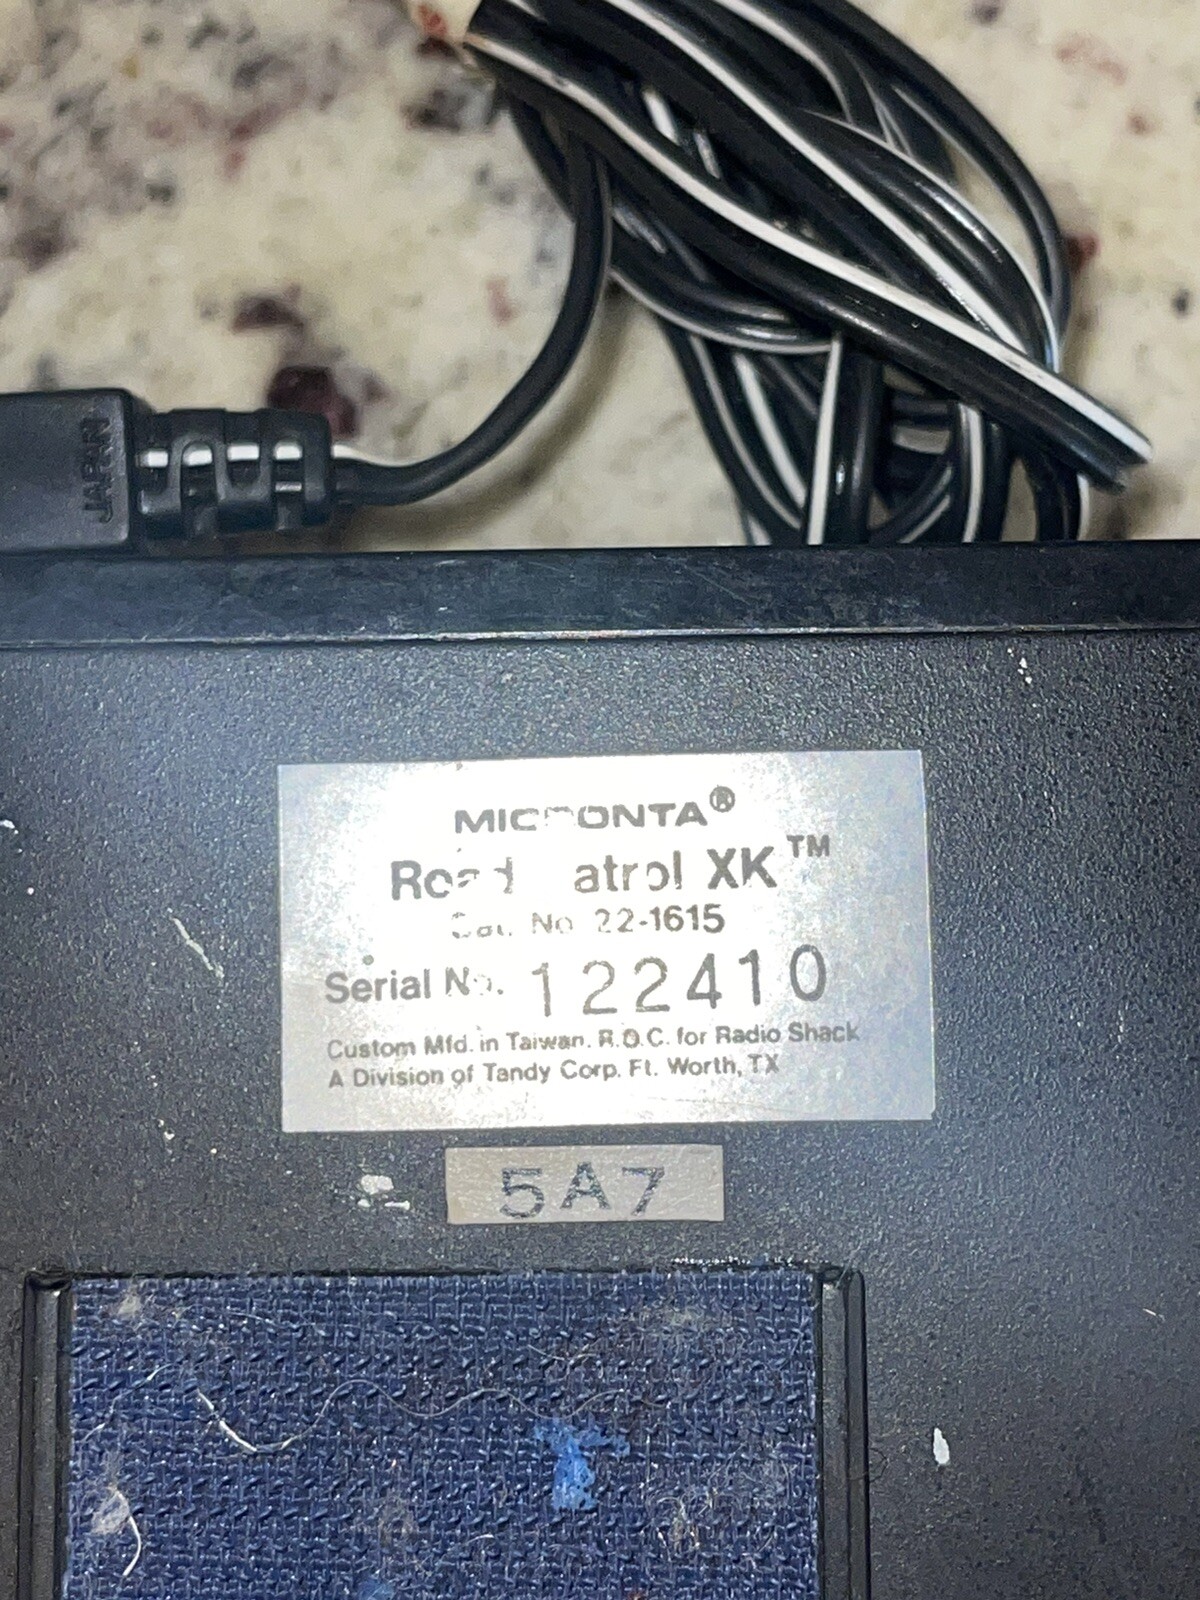 JAPAN
MICRONTA®
Road Patrol XK™
Cat. No. 22-1615
Serial No. 122410
Custom Mfd. in Taiwan. R.O.C. for Radio Shack
A Division of Tandy Corp. Ft. Worth, TX
5A7